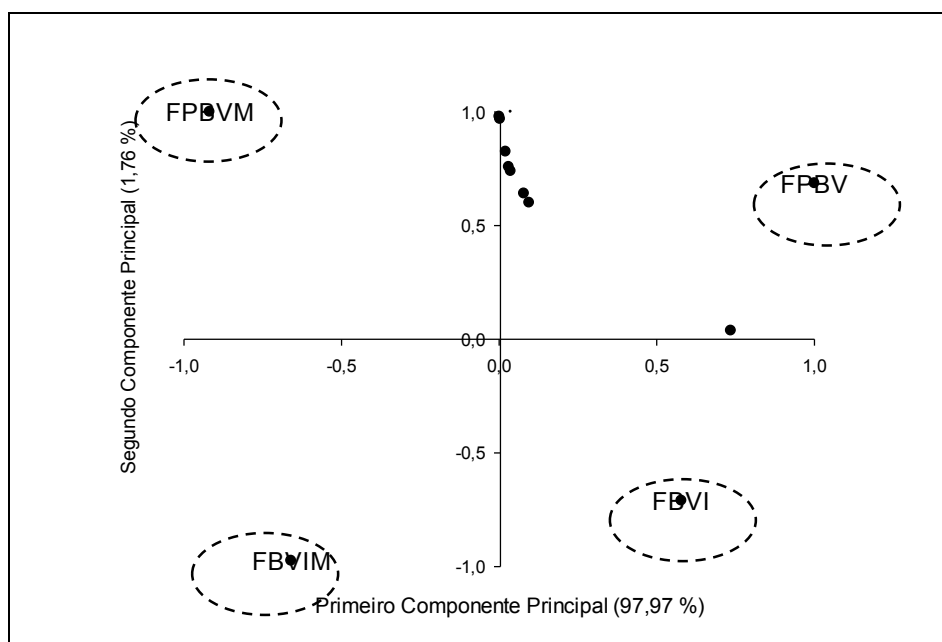 FPBVM
1,0
FPBV
0,5
Segundo Componente Principal (1,76 %)
0,0
-1,0
-0,5
0,0
0,5
1,0
-0,5
FBVI
FBVIM
-1,0
Primeiro Componente Principal (97,97 %)